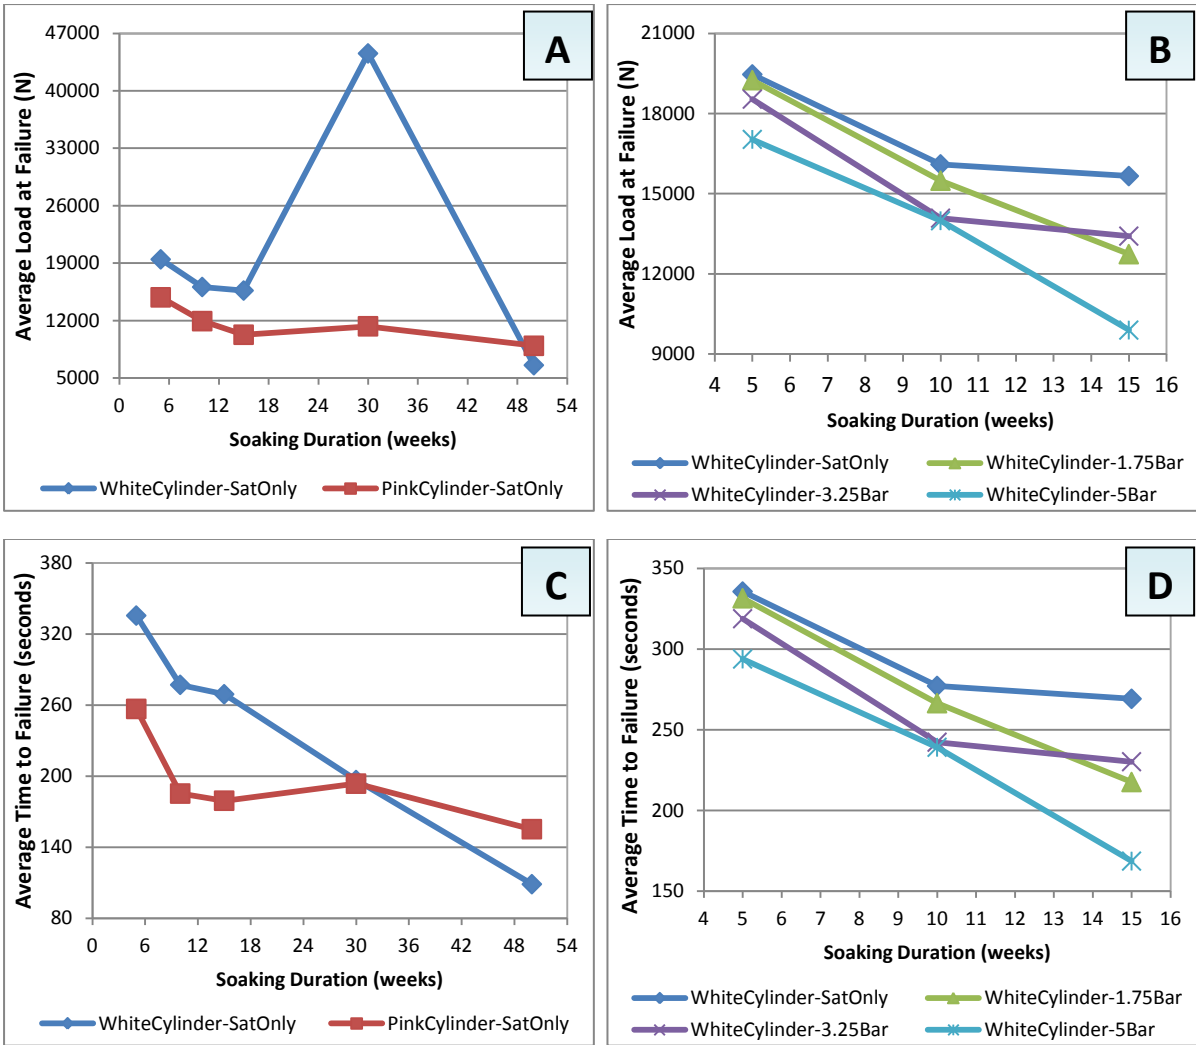 A
Average Load at Failure (N)
47000
40000
33000
26000
19000
12000
5000
0 6 12 18 24 30 36 42 48 54
Soaking Duration (weeks)
WhiteCylinder-SatOnly PinkCylinder-SatOnly
B
Average Load at Failure (N)
21000
18000
15000
12000
9000
4 5 6 7 8 9 10 11 12 13 14 15 16
Soaking Duration (weeks)
WhiteCylinder-SatOnly WhiteCylinder-1.75Bar
WhiteCylinder-3.25Bar WhiteCylinder-5Bar
C
Average Time to Failure (seconds)
380
320
260
200
140
80
0 6 12 18 24 30 36 42 48 54
Soaking Duration (weeks)
WhiteCylinder-SatOnly PinkCylinder-SatOnly
D
Average Time to Failure (seconds)
350
300
250
200
150
4 5 6 7 8 9 10 11 12 13 14 15 16
Soaking Duration (weeks)
WhiteCylinder-SatOnly WhiteCylinder-1.75Bar
WhiteCylinder-3.25Bar WhiteCylinder-5Bar